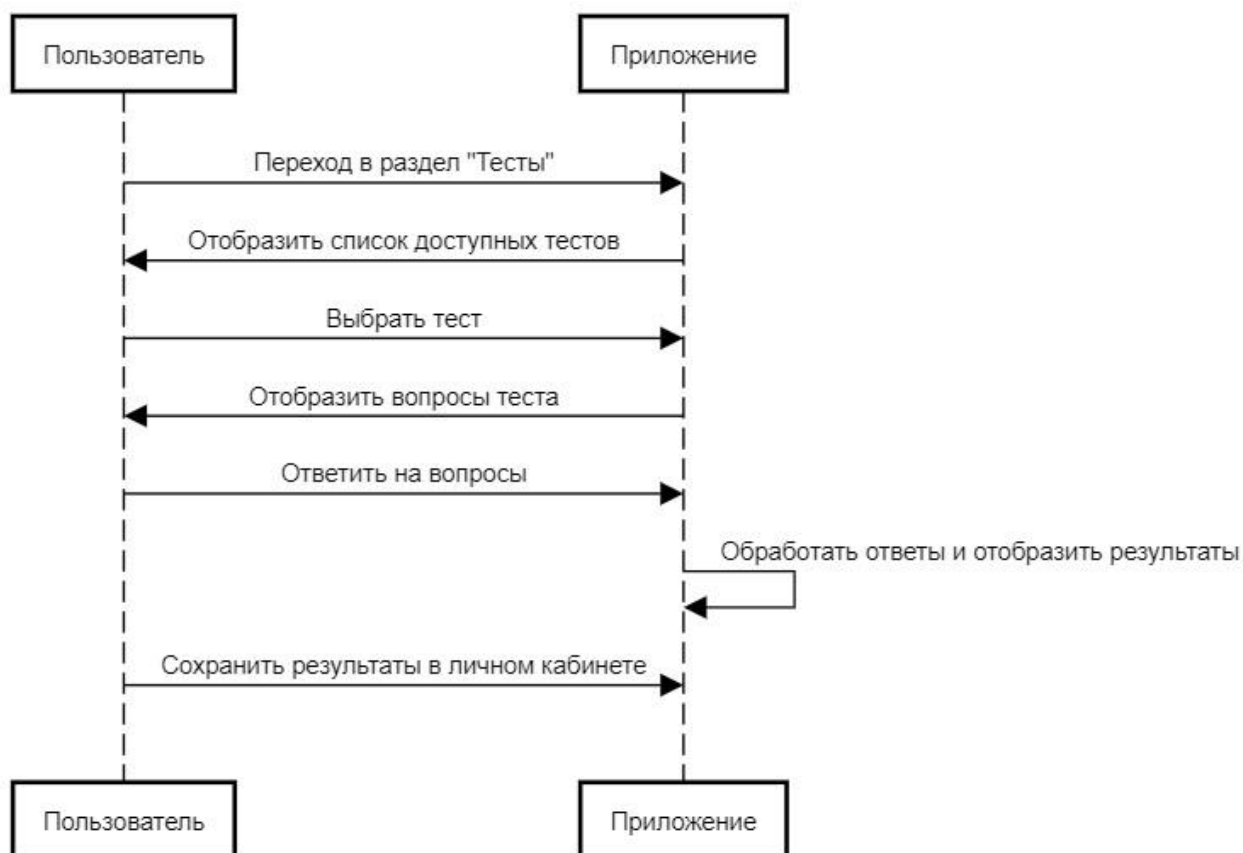 Пользователь
Приложение
Переход в раздел "Тесты"
Отобразить список доступных тестов
Выбрать тест
Отобразить вопросы теста
Ответить на вопросы
Обработать ответы и отобразить результаты
Сохранить результаты в личном кабинете
Пользователь
Приложение